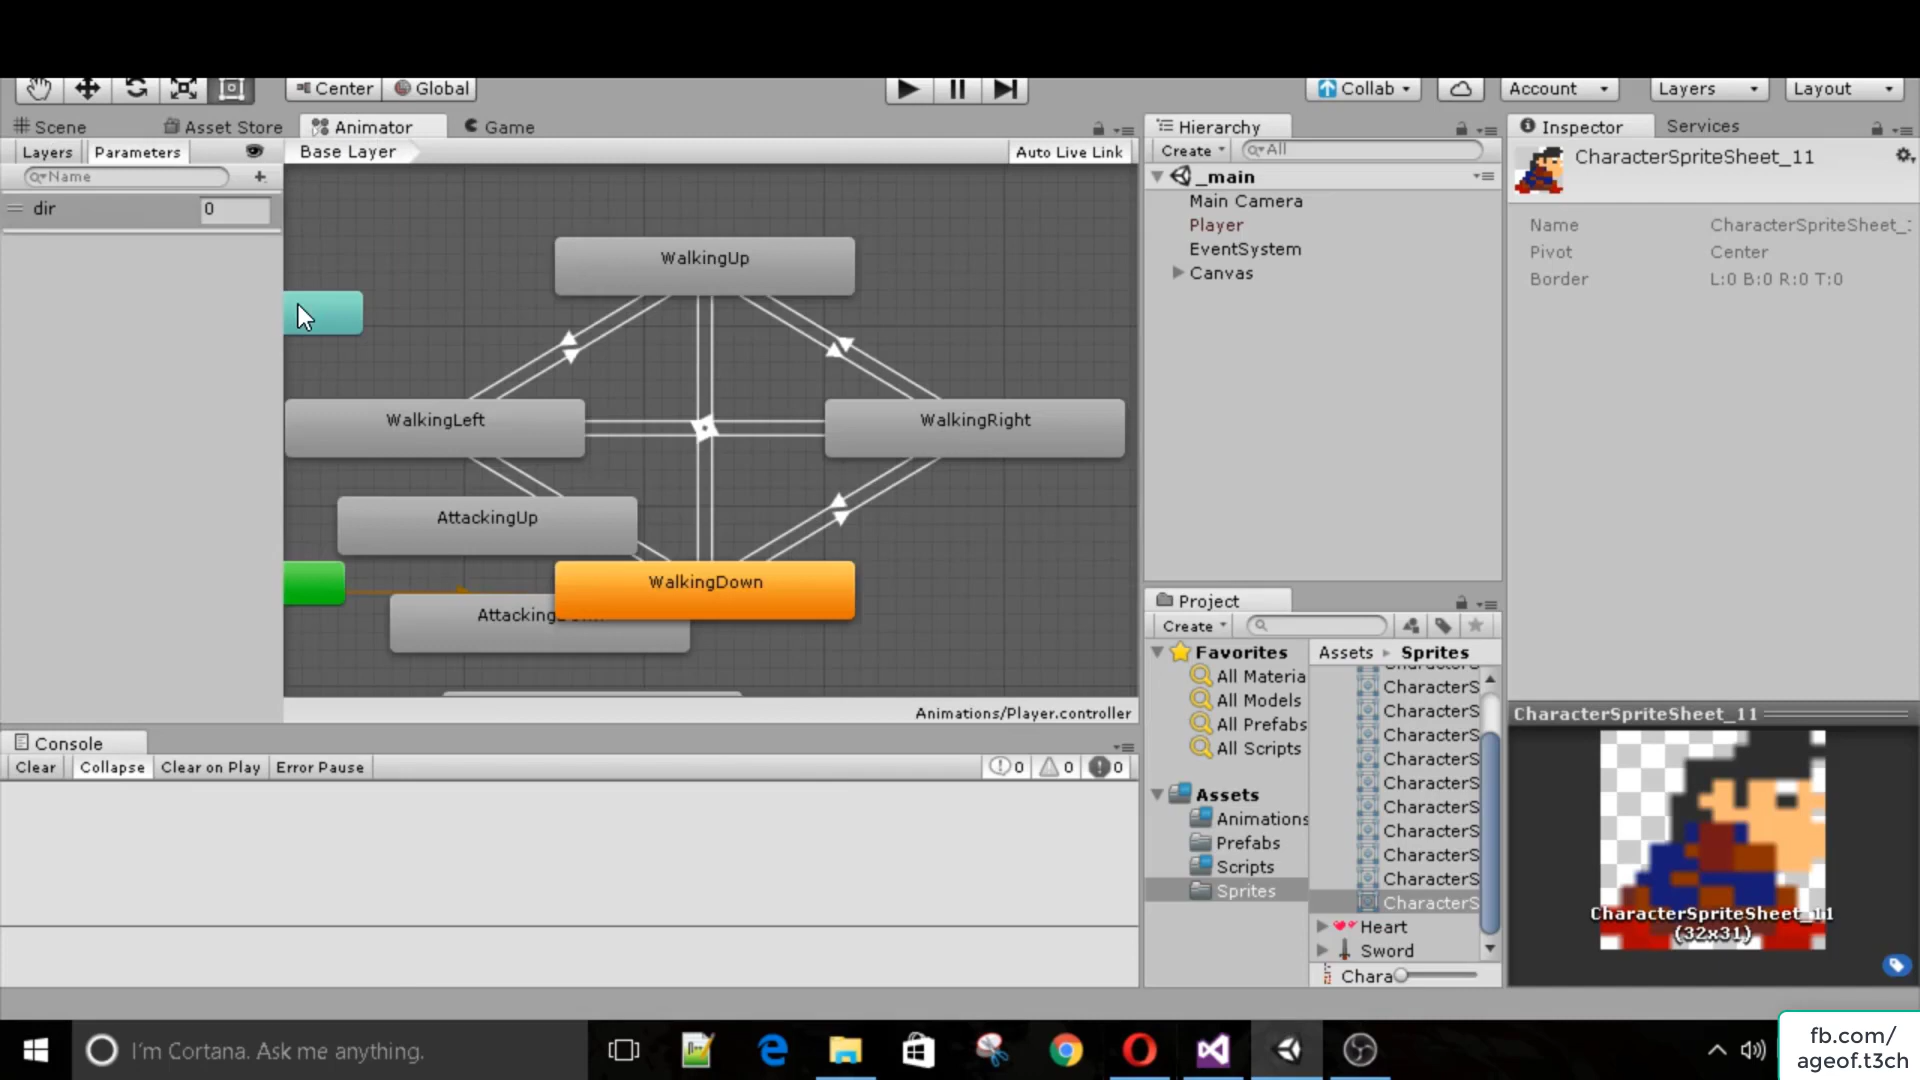 Center
Global
Collab
Account
Layers
Layout
Scene
Asset Store
Animator
Game
Hierarchy
Inspector
Services
Layers
Parameters
Base Layer
Auto Live Link
Create
All
CharacterSpriteSheet_11
Name
_main
dir
0
Main Camera
Player
EventSystem
Canvas
Name
CharacterSpriteSheet_
Pivot
Center
Border
L:0 B:0 R:0 T:0
WalkingUp
WalkingLeft
WalkingRight
AttackingUp
WalkingDown
Attacking
Animations/Player.controller
Project
Create
Favorites
All Materia
All Models
All Prefabs
All Scripts
Assets
Animations
Prefabs
Scripts
Sprites
Assets
Sprites
CharacterS
CharacterS
CharacterS
CharacterS
CharacterS
CharacterS
CharacterS
CharacterS
CharacterS
CharacterS
Heart
Sword
Chara
CharacterSpriteSheet_11
CharacterSpriteSheet_11
(32x31)
Console
Clear
Collapse
Clear on Play
Error Pause
0
0
0
I'm Cortana. Ask me anything.
fb.com/
ageof.t3ch